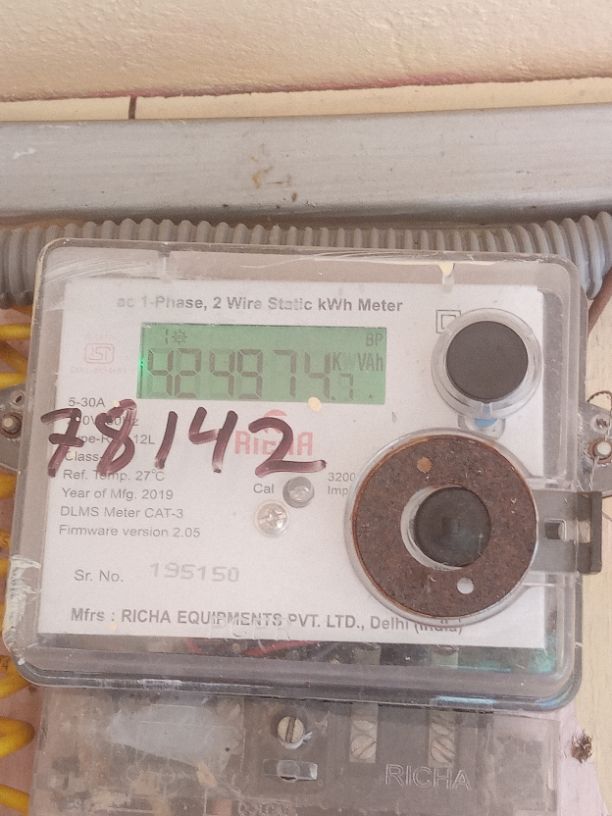 ac 1-Phase, 2 Wire Static kWh Meter
BP
424974.7 KVAh
5-30A
78142
RICHA
Class
Ref. Temp. 27°C
Cal
3200
Year of Mfg. 2019
Imp/
DLMS Meter CAT-3
Firmware version 2.05
Sr. No. 195150
Mfrs : RICHA EQUIPMENTS PVT. LTD., Delhi (India)
RICHA